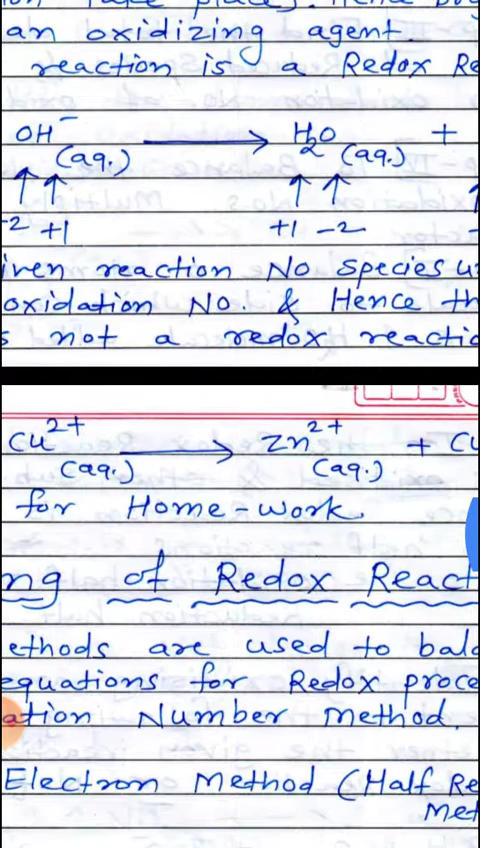 an oxidizing agent.
reaction is a Redox Re
OH⁻ (aq.) ⟶ H₂O (aq.) +
-2 +1 +1 -2
iven reaction No species u
oxidation No. & Hence th
s not a redox reactio
Cu²⁺ (aq.) ⟶ Zn²⁺ (aq.) + Cu
for Home-work.
ng of Redox React
ethods are used to bala
equations for Redox proce
ation Number Method.
Electron Method (Half Re
Met